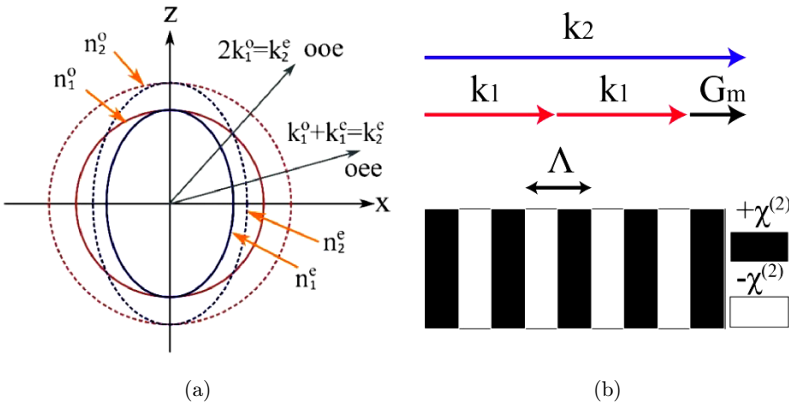 z
n₂ᵒ
n₁ᵒ
2k₁ᵒ=k₂ᵉ ooe
k₁ᵒ+k₁ᵉ=k₂ᵉ
oee
x
n₂ᵉ
n₁ᵉ
(a)
k₂
k₁ k₁ Gₘ
Λ
+χ⁽²⁾
-χ⁽²⁾
(b)